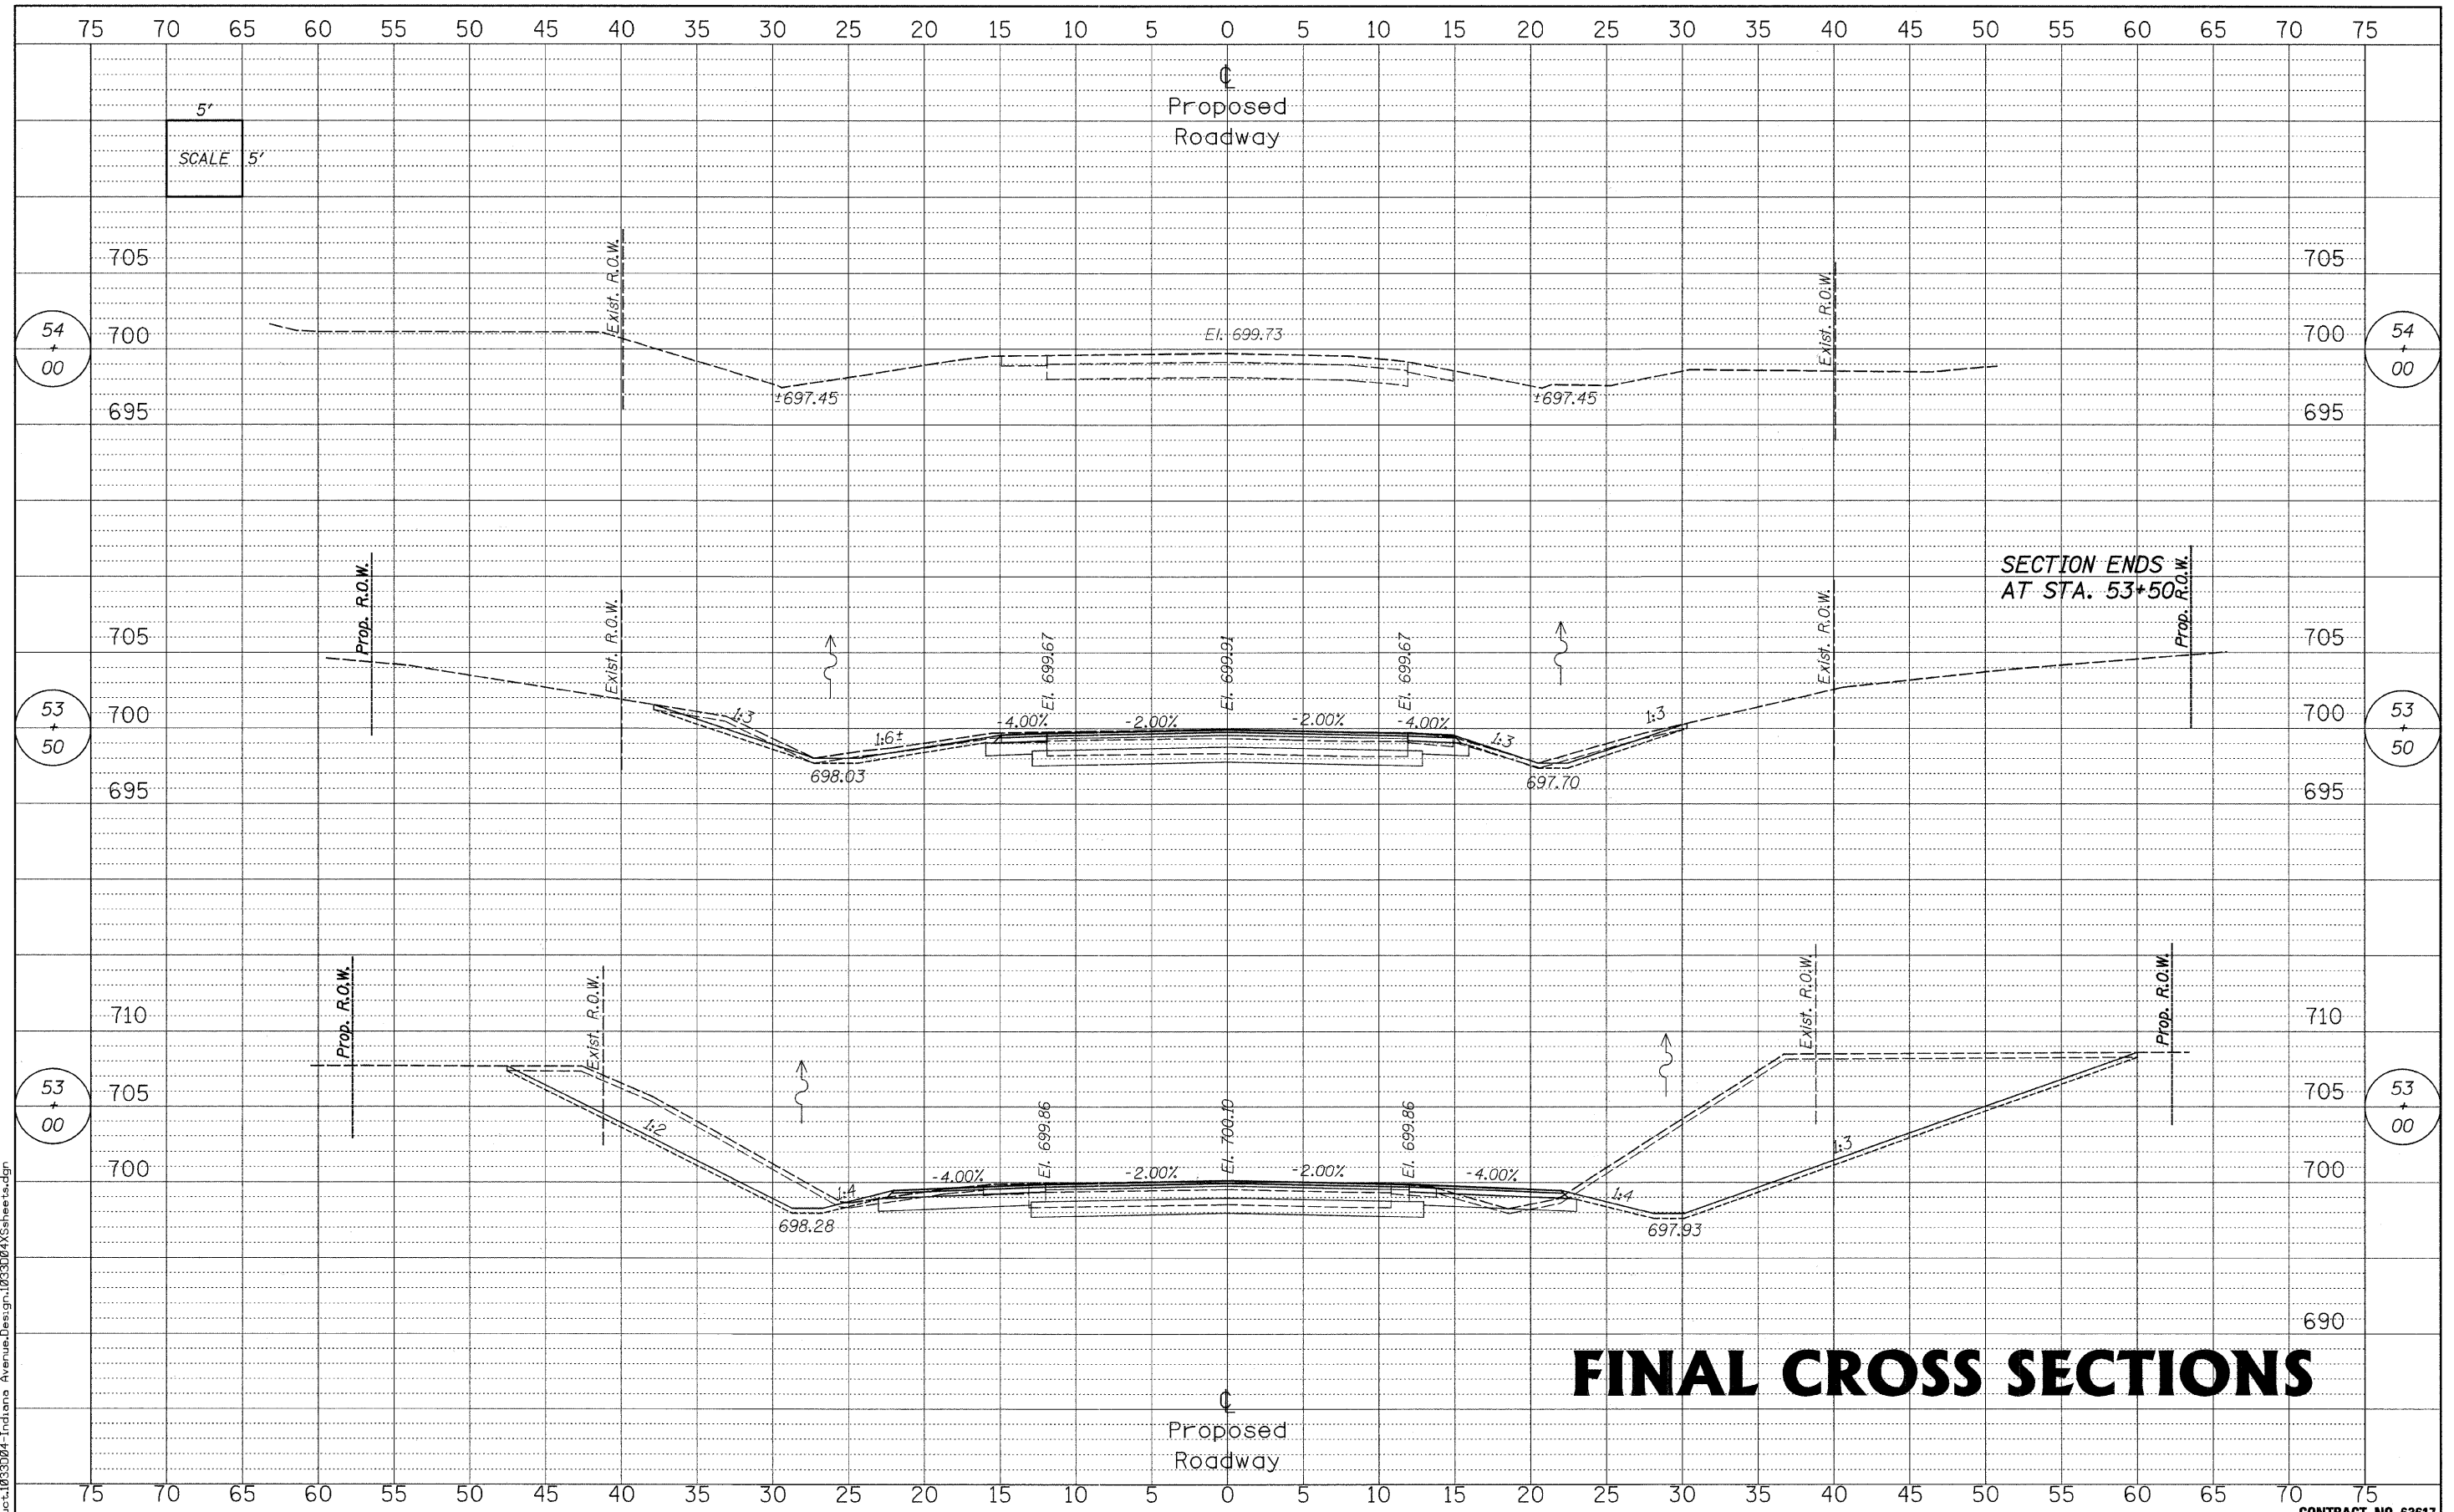 75 70 65 60 55 50 45 40 35 30 25 20 15 10 5 0 5 10 15 20 25 30 35 40 45 50 55 60 65 70 75
℄
Proposed
Roadway
5'
SCALE 5'
705 Exist. R.O.W. Exist. R.O.W. 705
54 + 00 700 El. 699.73 700 54 + 00
±697.45 ±697.45
695 695
SECTION ENDS
AT STA. 53+50
Prop. R.O.W. Exist. R.O.W. Exist. R.O.W. Prop. R.O.W.
705 El. 699.67 El. 699.91 El. 699.67 705
53 + 50 700 1:3 1:6± -4.00% -2.00% -2.00% -4.00% 1:3 1:3 700 53 + 50
698.03 697.70
695 695
Prop. R.O.W. Exist. R.O.W. Exist. R.O.W. Prop. R.O.W.
710 710
53 + 00 705 El. 699.86 El. 700.10 El. 699.86 705 53 + 00
1:2 1:3
700 1:4 -4.00% -2.00% -2.00% -4.00% 1:4 700
698.28 697.93
690
FINAL CROSS SECTIONS
℄
Proposed
Roadway
75 70 65 60 55 50 45 40 35 30 25 20 15 10 5 0 5 10 15 20 25 30 35 40 45 50 55 60 65 70 75
CONTRACT NO. 63617